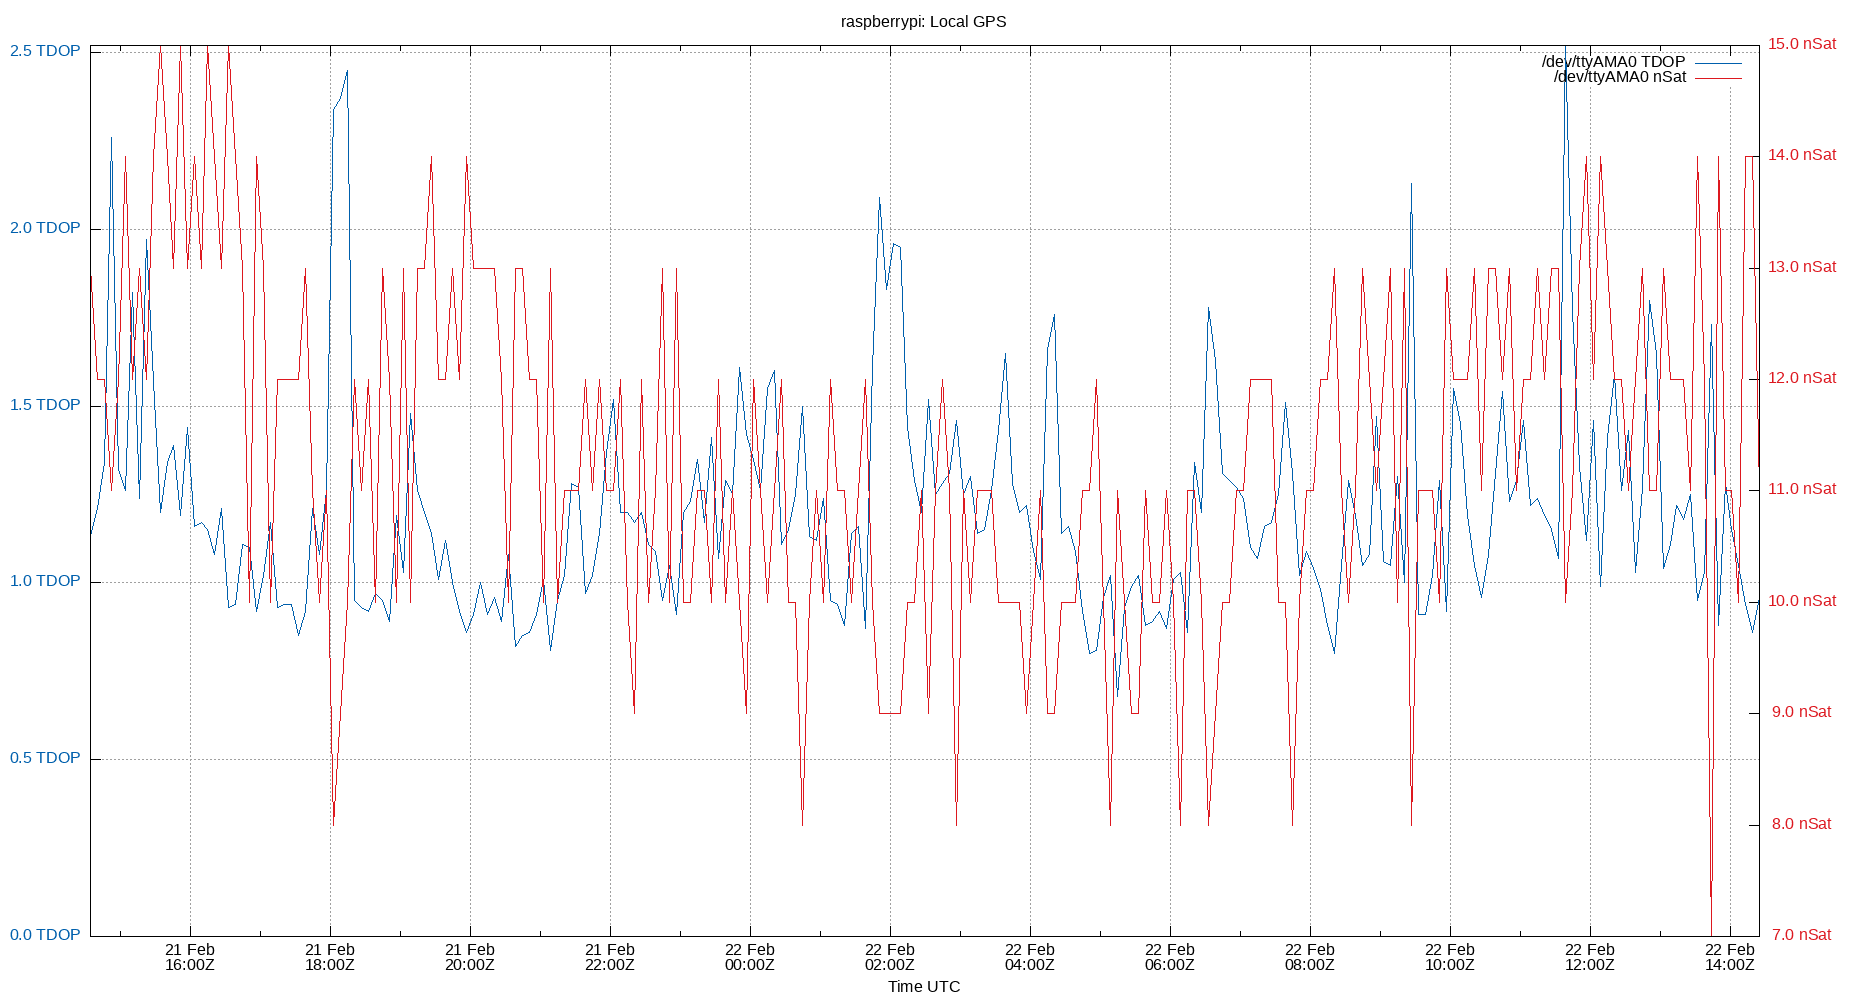 raspberrypi: Local GPS
2.5 TDOP
2.0 TDOP
1.5 TDOP
1.0 TDOP
0.5 TDOP
0.0 TDOP
/dev/ttyAMA0 TDOP
/dev/ttyAMA0 nSat
15.0 nSat
14.0 nSat
13.0 nSat
12.0 nSat
11.0 nSat
10.0 nSat
9.0 nSat
8.0 nSat
7.0 nSat
21 Feb
16:00Z
21 Feb
18:00Z
21 Feb
20:00Z
21 Feb
22:00Z
22 Feb
00:00Z
22 Feb
02:00Z
22 Feb
04:00Z
22 Feb
06:00Z
22 Feb
08:00Z
22 Feb
10:00Z
22 Feb
12:00Z
22 Feb
14:00Z
Time UTC